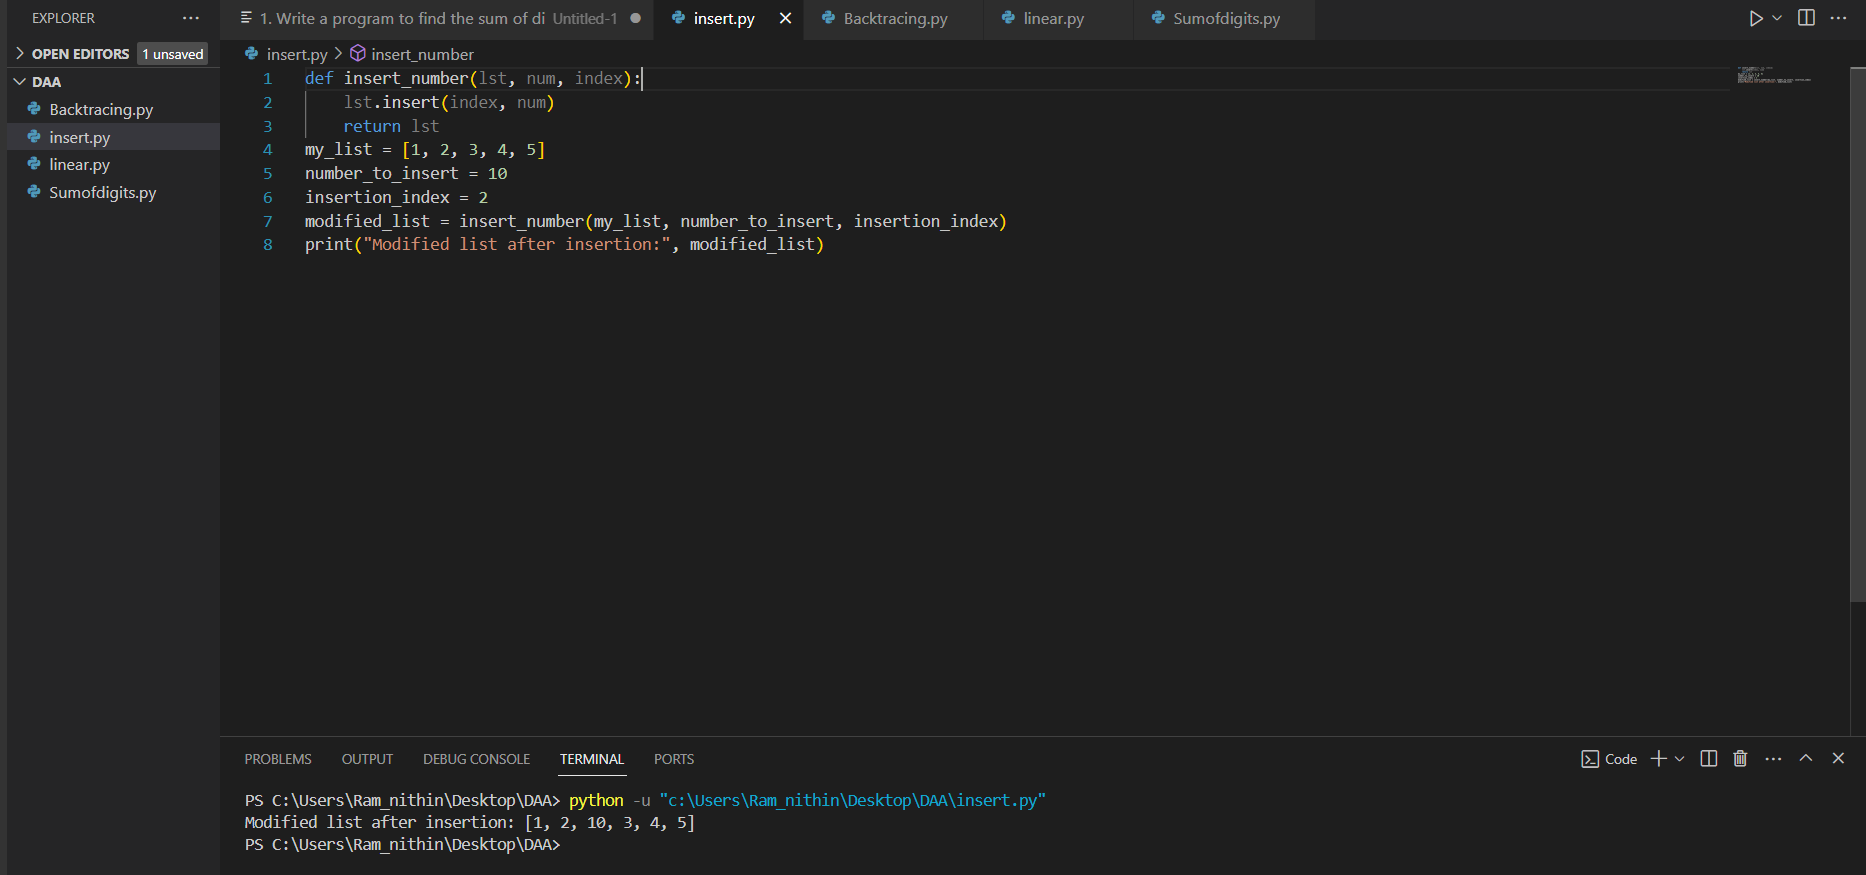 EXPLORER
OPEN EDITORS 1 unsaved
DAA
Backtracing.py
insert.py
linear.py
Sumofdigits.py
1. Write a program to find the sum of di Untitled-1
insert.py
Backtracing.py
linear.py
Sumofdigits.py
insert.py > insert_number
1 def insert_number(lst, num, index):
2     lst.insert(index, num)
3     return lst
4 my_list = [1, 2, 3, 4, 5]
5 number_to_insert = 10
6 insertion_index = 2
7 modified_list = insert_number(my_list, number_to_insert, insertion_index)
8 print("Modified list after insertion:", modified_list)
PROBLEMS OUTPUT DEBUG CONSOLE TERMINAL PORTS
Code
PS C:\Users\Ram_nithin\Desktop\DAA> python -u "c:\Users\Ram_nithin\Desktop\DAA\insert.py"
Modified list after insertion: [1, 2, 10, 3, 4, 5]
PS C:\Users\Ram_nithin\Desktop\DAA>